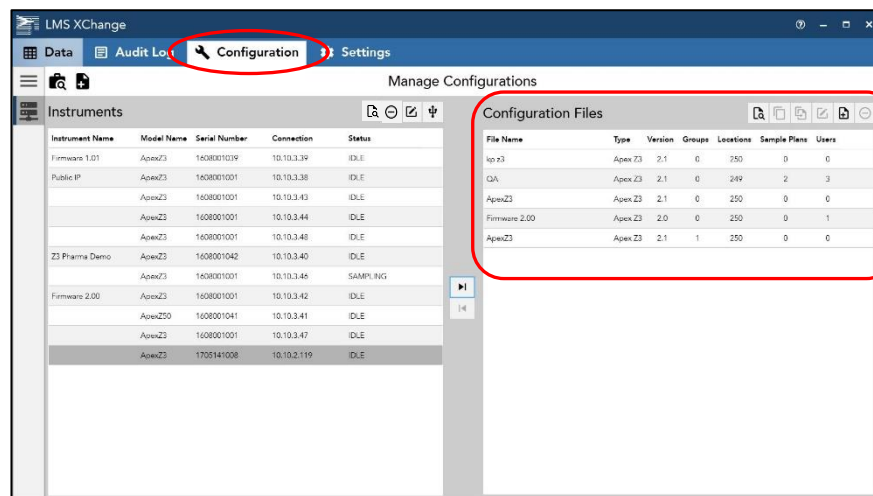 LMS XChange
Data Audit Log Configuration Settings
Manage Configurations
Instruments
Instrument Name Model Name Serial Number Connection Status
Firmware 1.01 ApexZ3 1608001039 10.10.3.39 IDLE
Public IP ApexZ3 1608001001 10.10.3.38 IDLE
ApexZ3 1608001001 10.10.3.43 IDLE
ApexZ3 1608001001 10.10.3.44 IDLE
ApexZ3 1608001001 10.10.3.48 IDLE
Z3 Pharma Demo ApexZ3 1608001042 10.10.3.40 IDLE
ApexZ3 1608001001 10.10.3.46 SAMPLING
Firmware 2.00 ApexZ3 1608001001 10.10.3.42 IDLE
ApexZ50 1608001041 10.10.3.41 IDLE
ApexZ3 1608001001 10.10.3.47 IDLE
ApexZ3 1705141008 10.10.2.119 IDLE
Configuration Files
File Name Type Version Groups Locations Sample Plans Users
kp z3 Apex Z3 2.1 0 250 0 0
QA Apex Z3 2.1 0 249 2 3
ApexZ3 Apex Z3 2.1 0 250 0 0
Firmware 2.00 Apex Z3 2.0 0 250 0 1
ApexZ3 Apex Z3 2.1 1 250 0 0